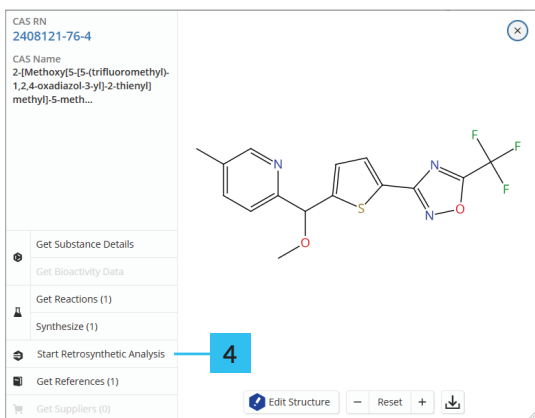 CAS RN
2408121-76-4
CAS Name
2-[Methoxy[5-[5-(trifluoromethyl)-
1,2,4-oxadiazol-3-yl]-2-thienyl]
methyl]-5-meth...
F
F
F
N
N
S
N
O
O
Get Substance Details
Get Bioactivity Data
Get Reactions (1)
Synthesize (1)
Start Retrosynthetic Analysis
4
Get References (1)
Get Suppliers (0)
Edit Structure
− Reset +